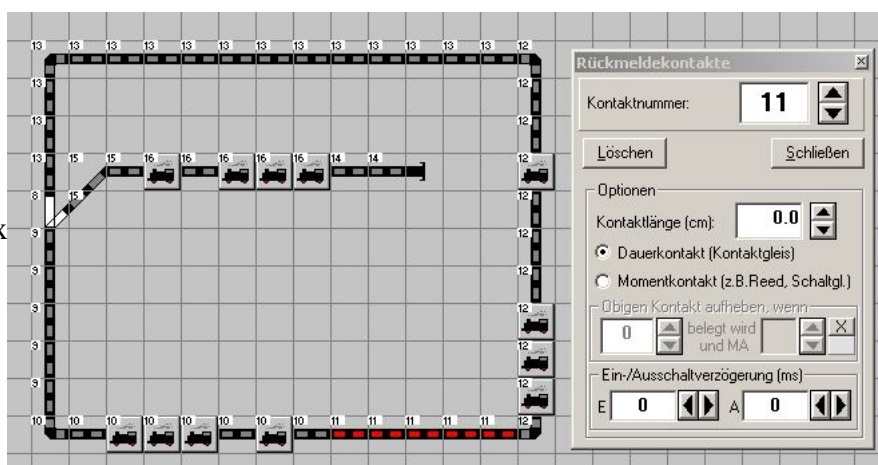 13 13 13 13 13 13 13 13 13 13 13 13 12
13 12
13 12
13 15 15 16 16 16 16 16 14 14 12
8 15 12
x
9 12
9 12
9 12
9 12
9 12
10 10 10 10 10 10 10 10 11 11 11 11 11 12
Rückmeldekontakte
Kontaktnummer: 11
Löschen Schließen
Optionen
Kontaktlänge (cm): 0.0
Dauerkontakt (Kontaktgleis)
Momentkontakt (z.B.Reed, Schaltgl.)
Obigen Kontakt aufheben, wenn
0 belegt wird X
und MA
Ein-/Ausschaltverzögerung (ms)
E 0 A 0